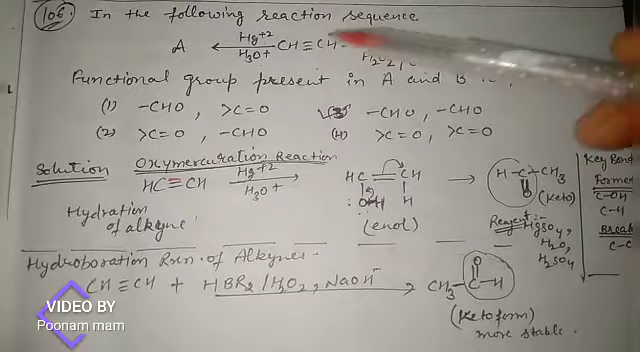 106. In the following reaction sequence
A ← Hg+2 / H3O+ CH≡CH
H2O2,
Functional group present in A and B
(1) -CHO, >C=O (3) -CHO, -CHO
(2) >C=O, -CHO (4) >C=O, >C=O
Solution Oxymercuration Reaction
HC≡CH Hg+2 / H3O+ → HC=CH → H-C-CH3
OH H O
(enol) (Keto)
Hydration of alkyne
Reagent:-
HgSO4,
H2O,
H2SO4
Key Bond
Formed
C-OH
C-H
Break
C-C
Hydroboration Rxn. of Alkynes.
CH≡CH + HBR2/H2O2, NaOH → CH3-C-H
O
(Keto form)
more stable.
VIDEO BY
Poonam mam